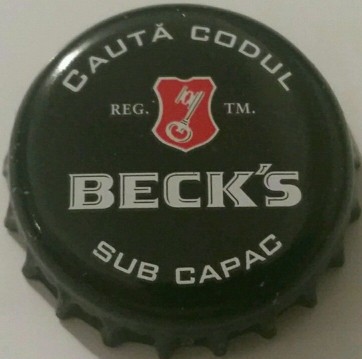 CAUTĂ CODUL
REG. TM.
BECK'S
SUB CAPAC